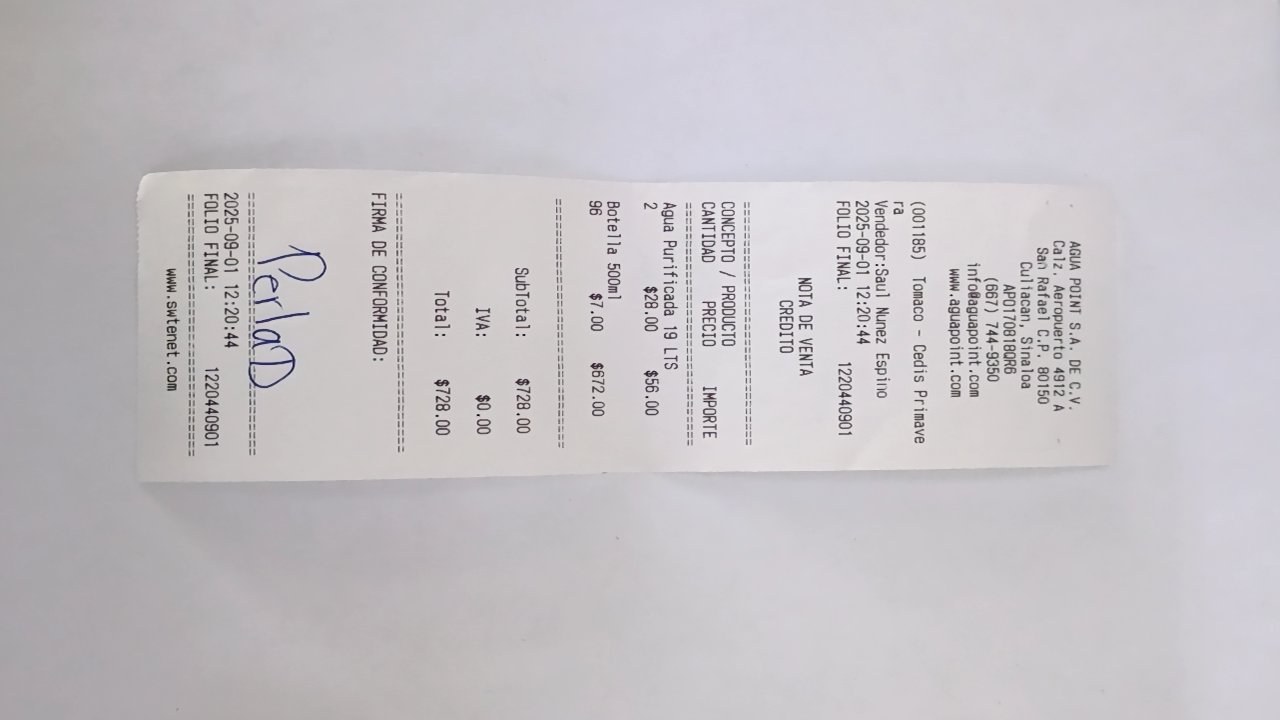 AGUA POINT S.A. DE C.V.
Calz. Aeropuerto 4912 A
San Rafael C.P. 80150
Culiacan, Sinaloa
APO170818QR6
(667) 744-9350
info@aguapoint.com
www.aguapoint.com
(001185) Tomaco - Cedis Primave
ra
Vendedor:Saul Nunez Espino
2025-09-01 12:20:44
FOLIO FINAL: 1220440901
NOTA DE VENTA
CREDITO
==============================
CONCEPTO / PRODUCTO
CANTIDAD PRECIO IMPORTE
==============================
Agua Purificada 19 LTS
2 $28.00 $56.00
Botella 500ml
96 $7.00 $672.00
==============================
SubTotal: $728.00
IVA: $0.00
Total: $728.00
==============================
FIRMA DE CONFORMIDAD:
PerlaD
==============================
2025-09-01 12:20:44
FOLIO FINAL: 1220440901
==============================
www.swtenet.com